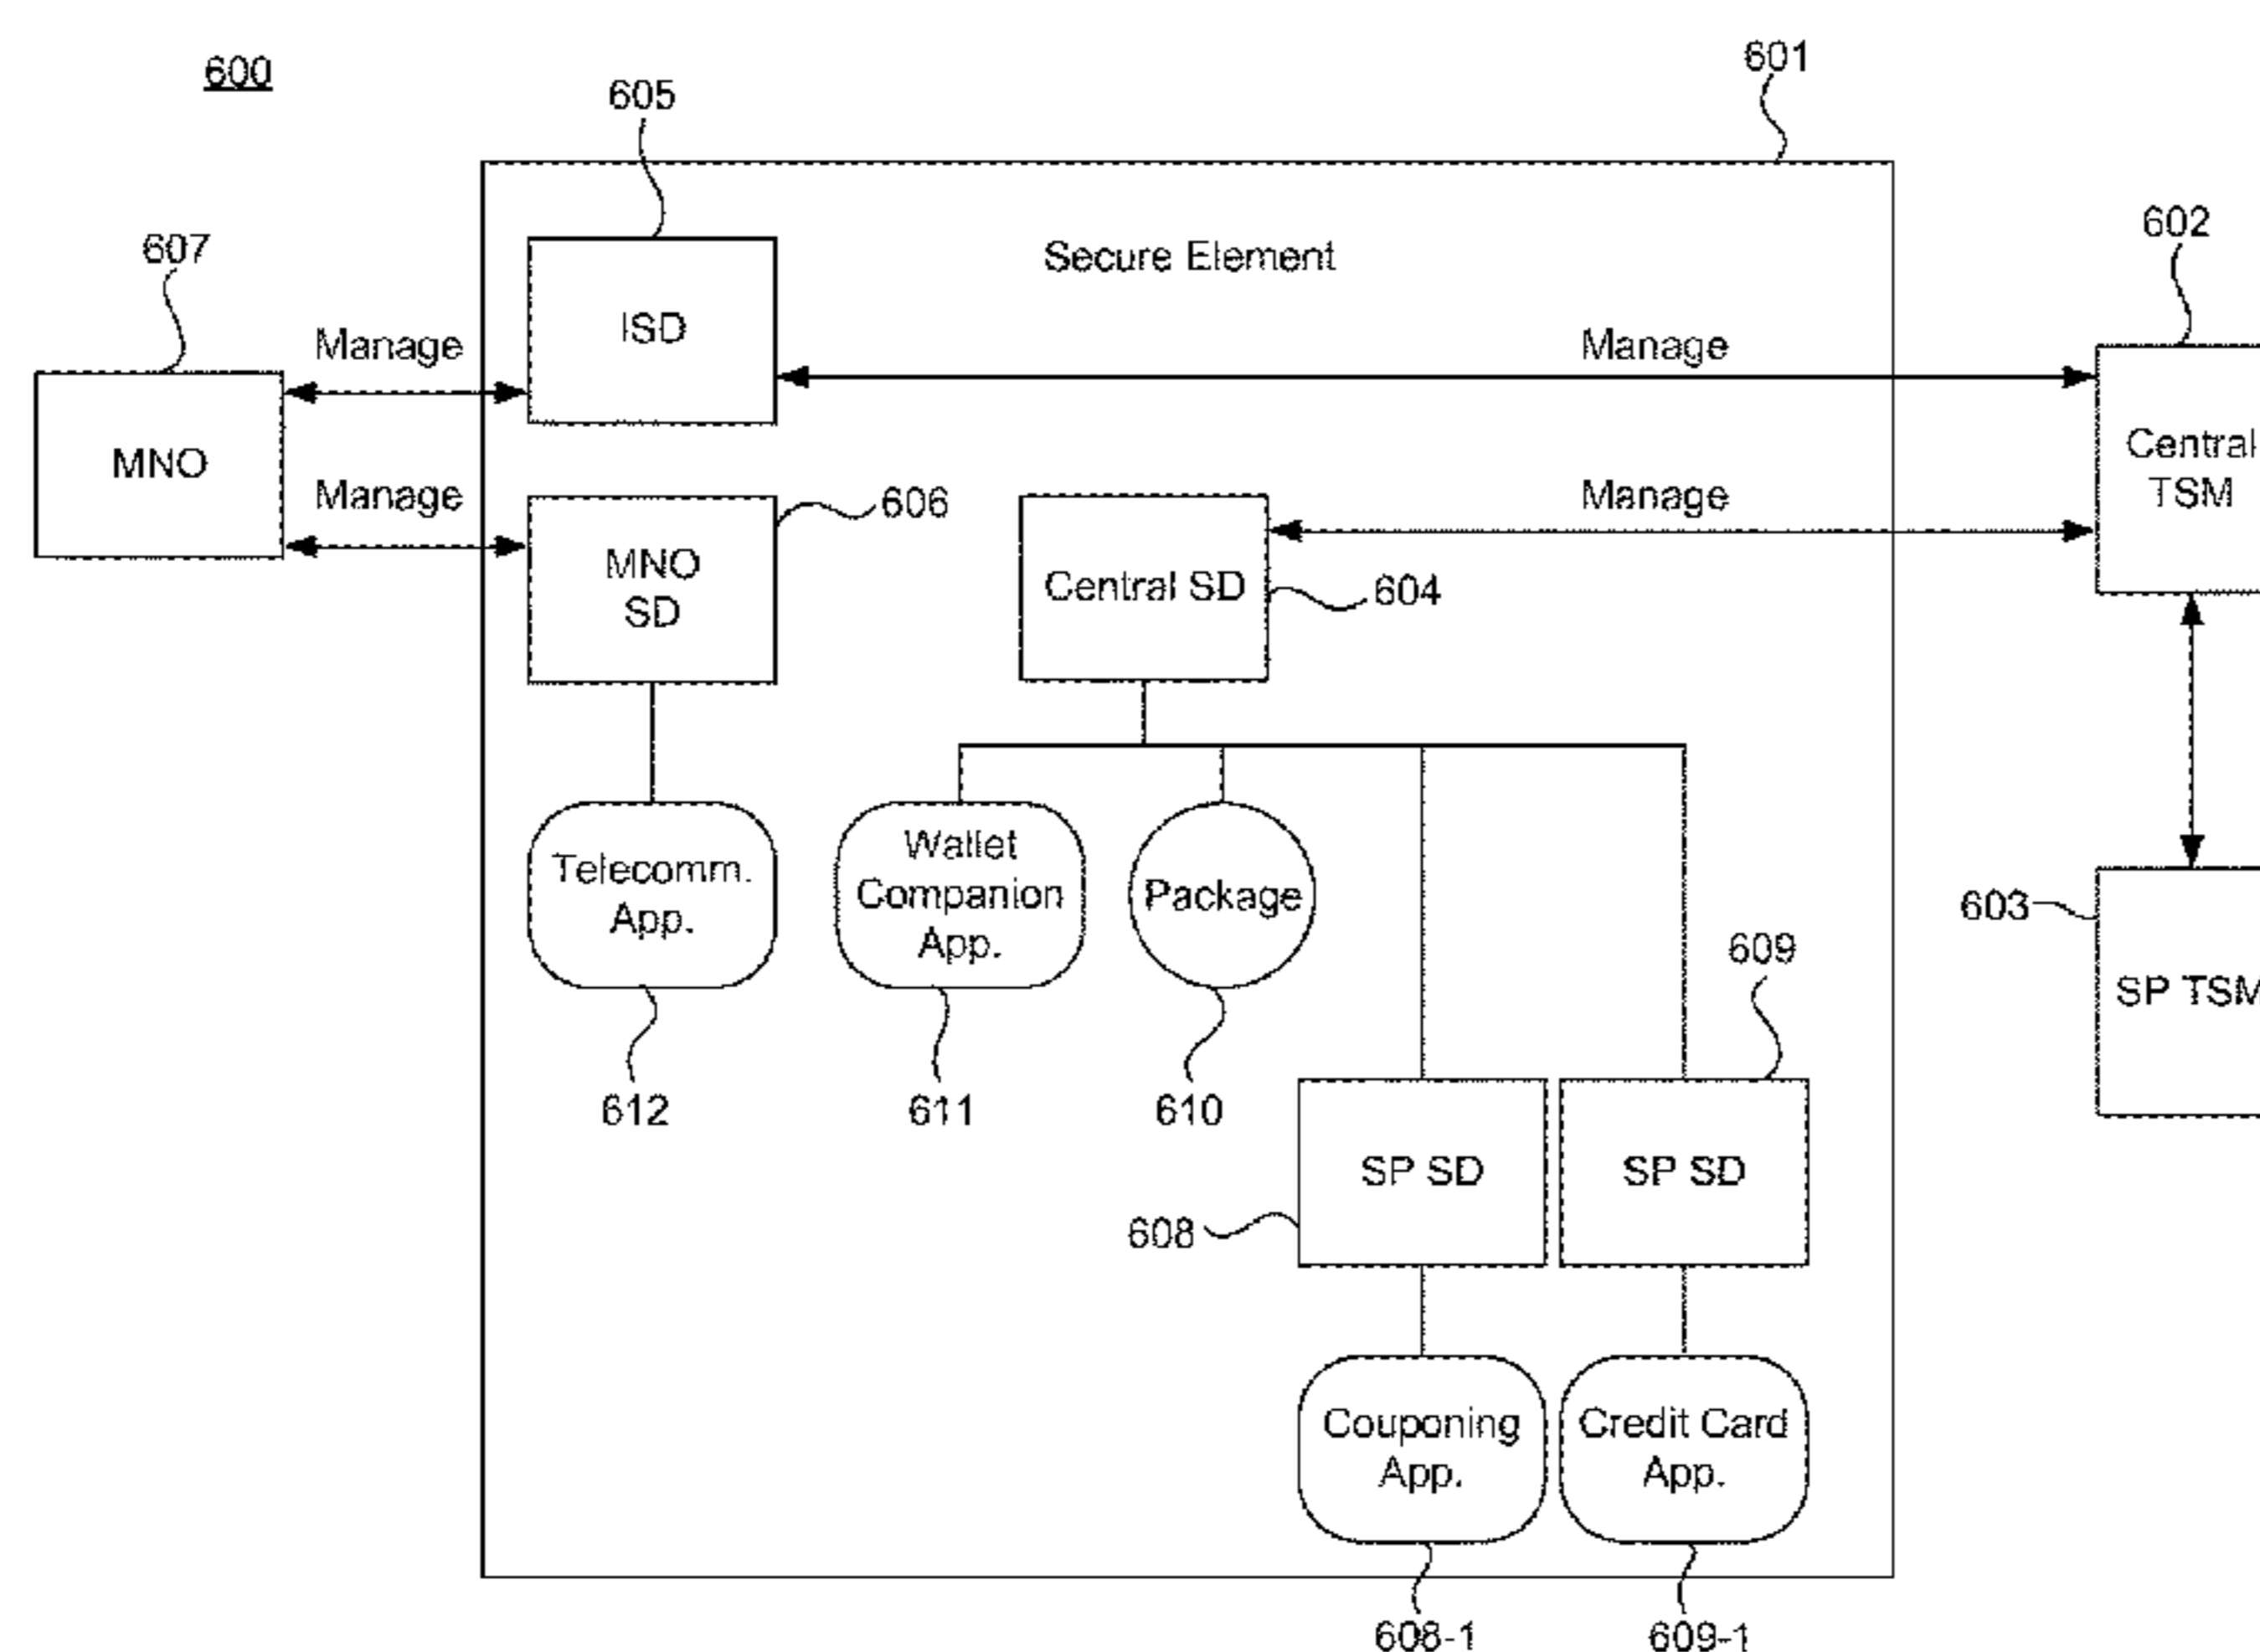 600
601
605
602
607
Secure Element
ISD
Manage
Manage
MNO
Central
TSM
Manage
606
Manage
MNO
SD
Central SD
604
Telecomm.
App.
Wallet
Companion
App.
Package
603
609
SP TSM
612
611
610
SP SD
SP SD
608
Couponing
App.
Credit Card
App.
608-1
609-1